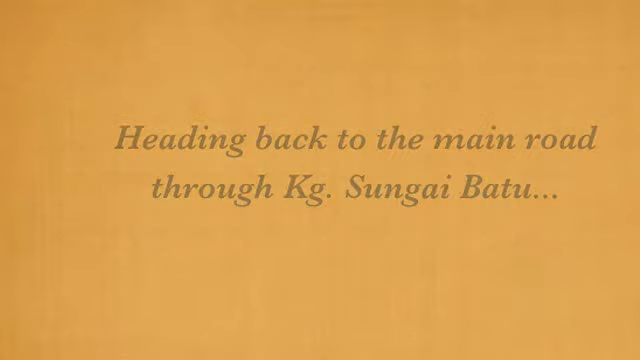 Heading back to the main road
through Kg. Sungai Batu...